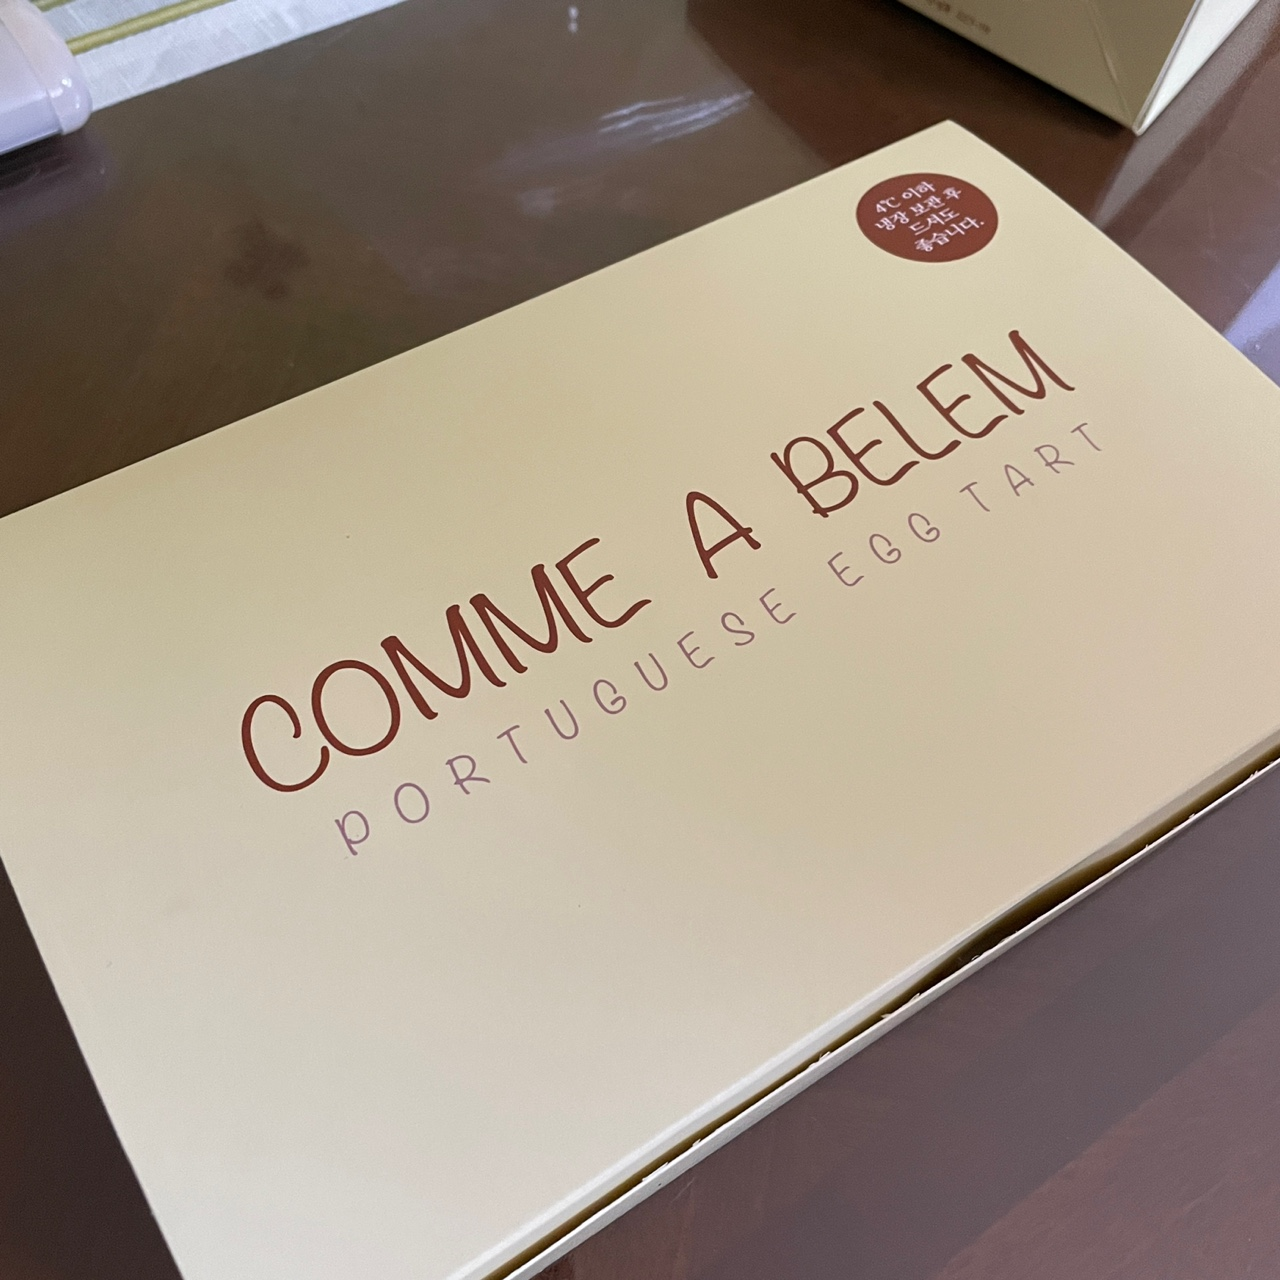 4℃ 이하
냉장 보관 후
드셔도
좋습니다.
COMME A BELEM
PORTUGUESE EGG TART